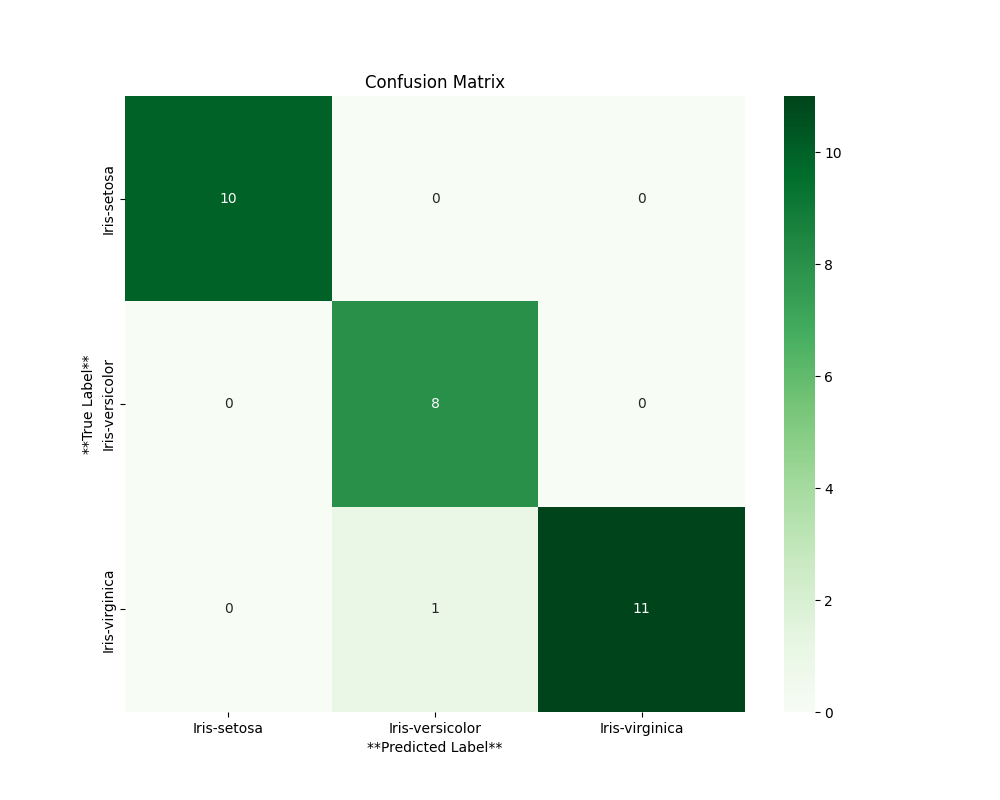 Confusion Matrix
**True Label**
Iris-setosa
10
0
0
Iris-versicolor
0
8
0
Iris-virginica
0
1
11
Iris-setosa
Iris-versicolor
Iris-virginica
**Predicted Label**
10
8
6
4
2
0